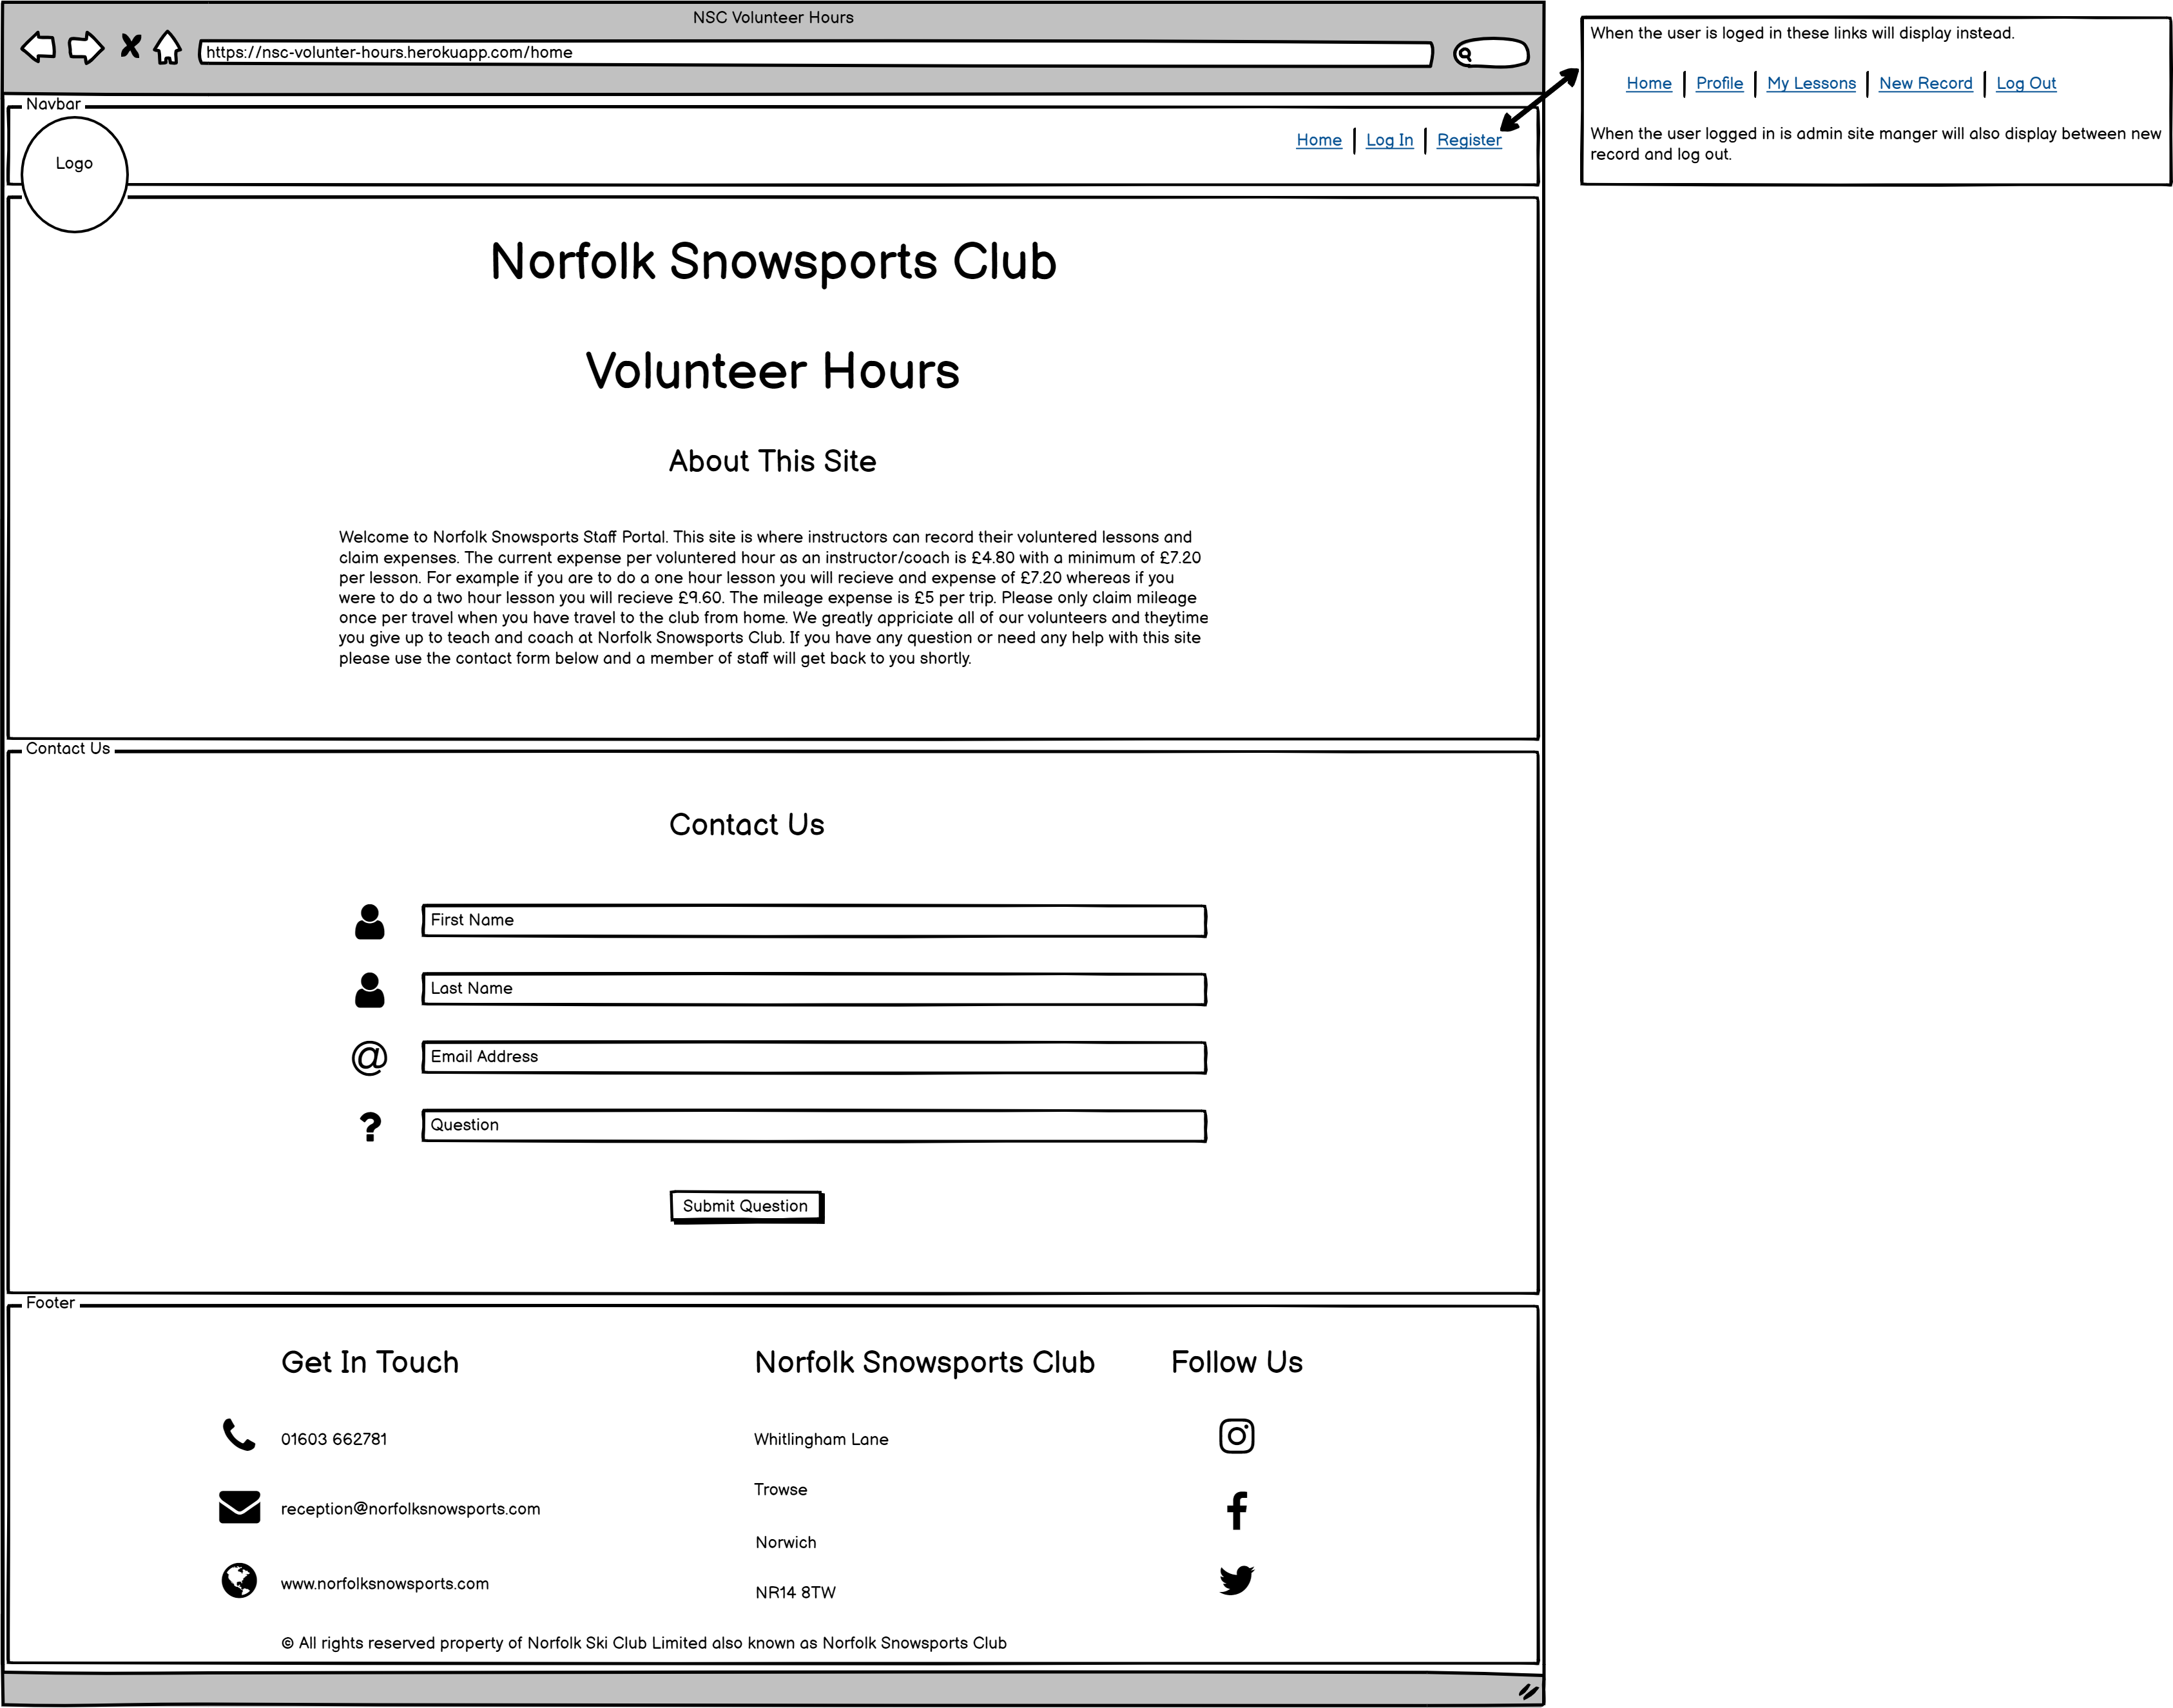 NSC Volunteer Hours
https://nsc-volunter-hours.herokuapp.com/home
Navbar
Logo
Home | Log In | Register
When the user is loged in these links will display instead.
Home | Profile | My Lessons | New Record | Log Out
When the user logged in is admin site manger will also display between new
record and log out.
Norfolk Snowsports Club
Volunteer Hours
About This Site
Welcome to Norfolk Snowsports Staff Portal. This site is where instructors can record their voluntered lessons and
claim expenses. The current expense per voluntered hour as an instructor/coach is £4.80 with a minimum of £7.20
per lesson. For example if you are to do a one hour lesson you will recieve and expense of £7.20 whereas if you
were to do a two hour lesson you will recieve £9.60. The mileage expense is £5 per trip. Please only claim mileage
once per travel when you have travel to the club from home. We greatly appriciate all of our volunteers and theytime
you give up to teach and coach at Norfolk Snowsports Club. If you have any question or need any help with this site
please use the contact form below and a member of staff will get back to you shortly.
Contact Us
Contact Us
First Name
Last Name
@ Email Address
? Question
Submit Question
Footer
Get In Touch
01603 662781
reception@norfolksnowsports.com
www.norfolksnowsports.com
Norfolk Snowsports Club
Whitlingham Lane
Trowse
Norwich
NR14 8TW
Follow Us
© All rights reserved property of Norfolk Ski Club Limited also known as Norfolk Snowsports Club